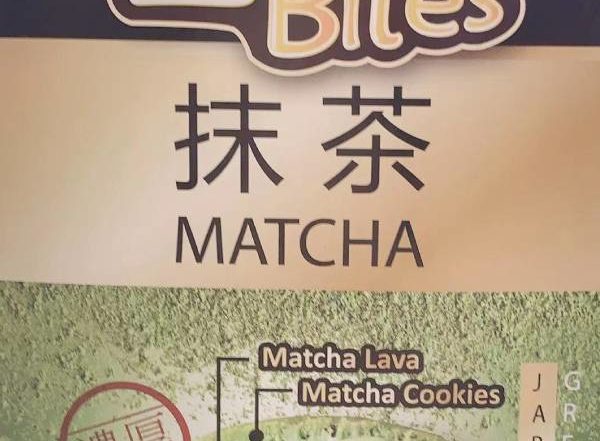 Bites
抹茶
MATCHA
Matcha Lava
Matcha Cookies